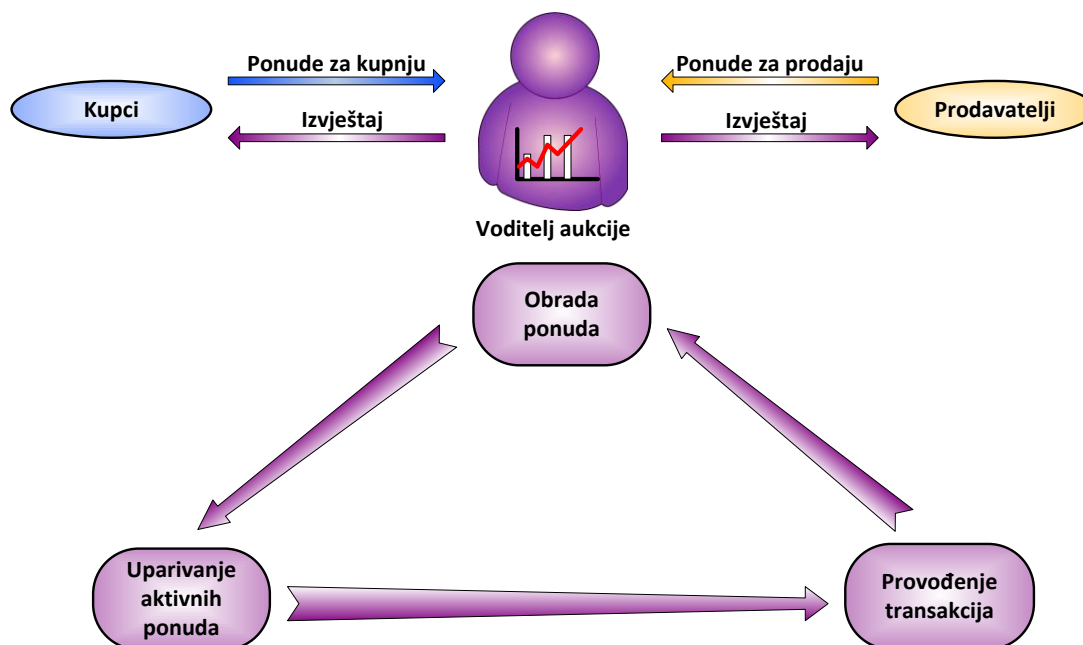 Ponude za kupnju
Ponude za prodaju
Kupci
Prodavatelji
Izvještaj
Izvještaj
Voditelj aukcije
Obrada
ponuda
Uparivanje
aktivnih
ponuda
Provođenje
transakcija